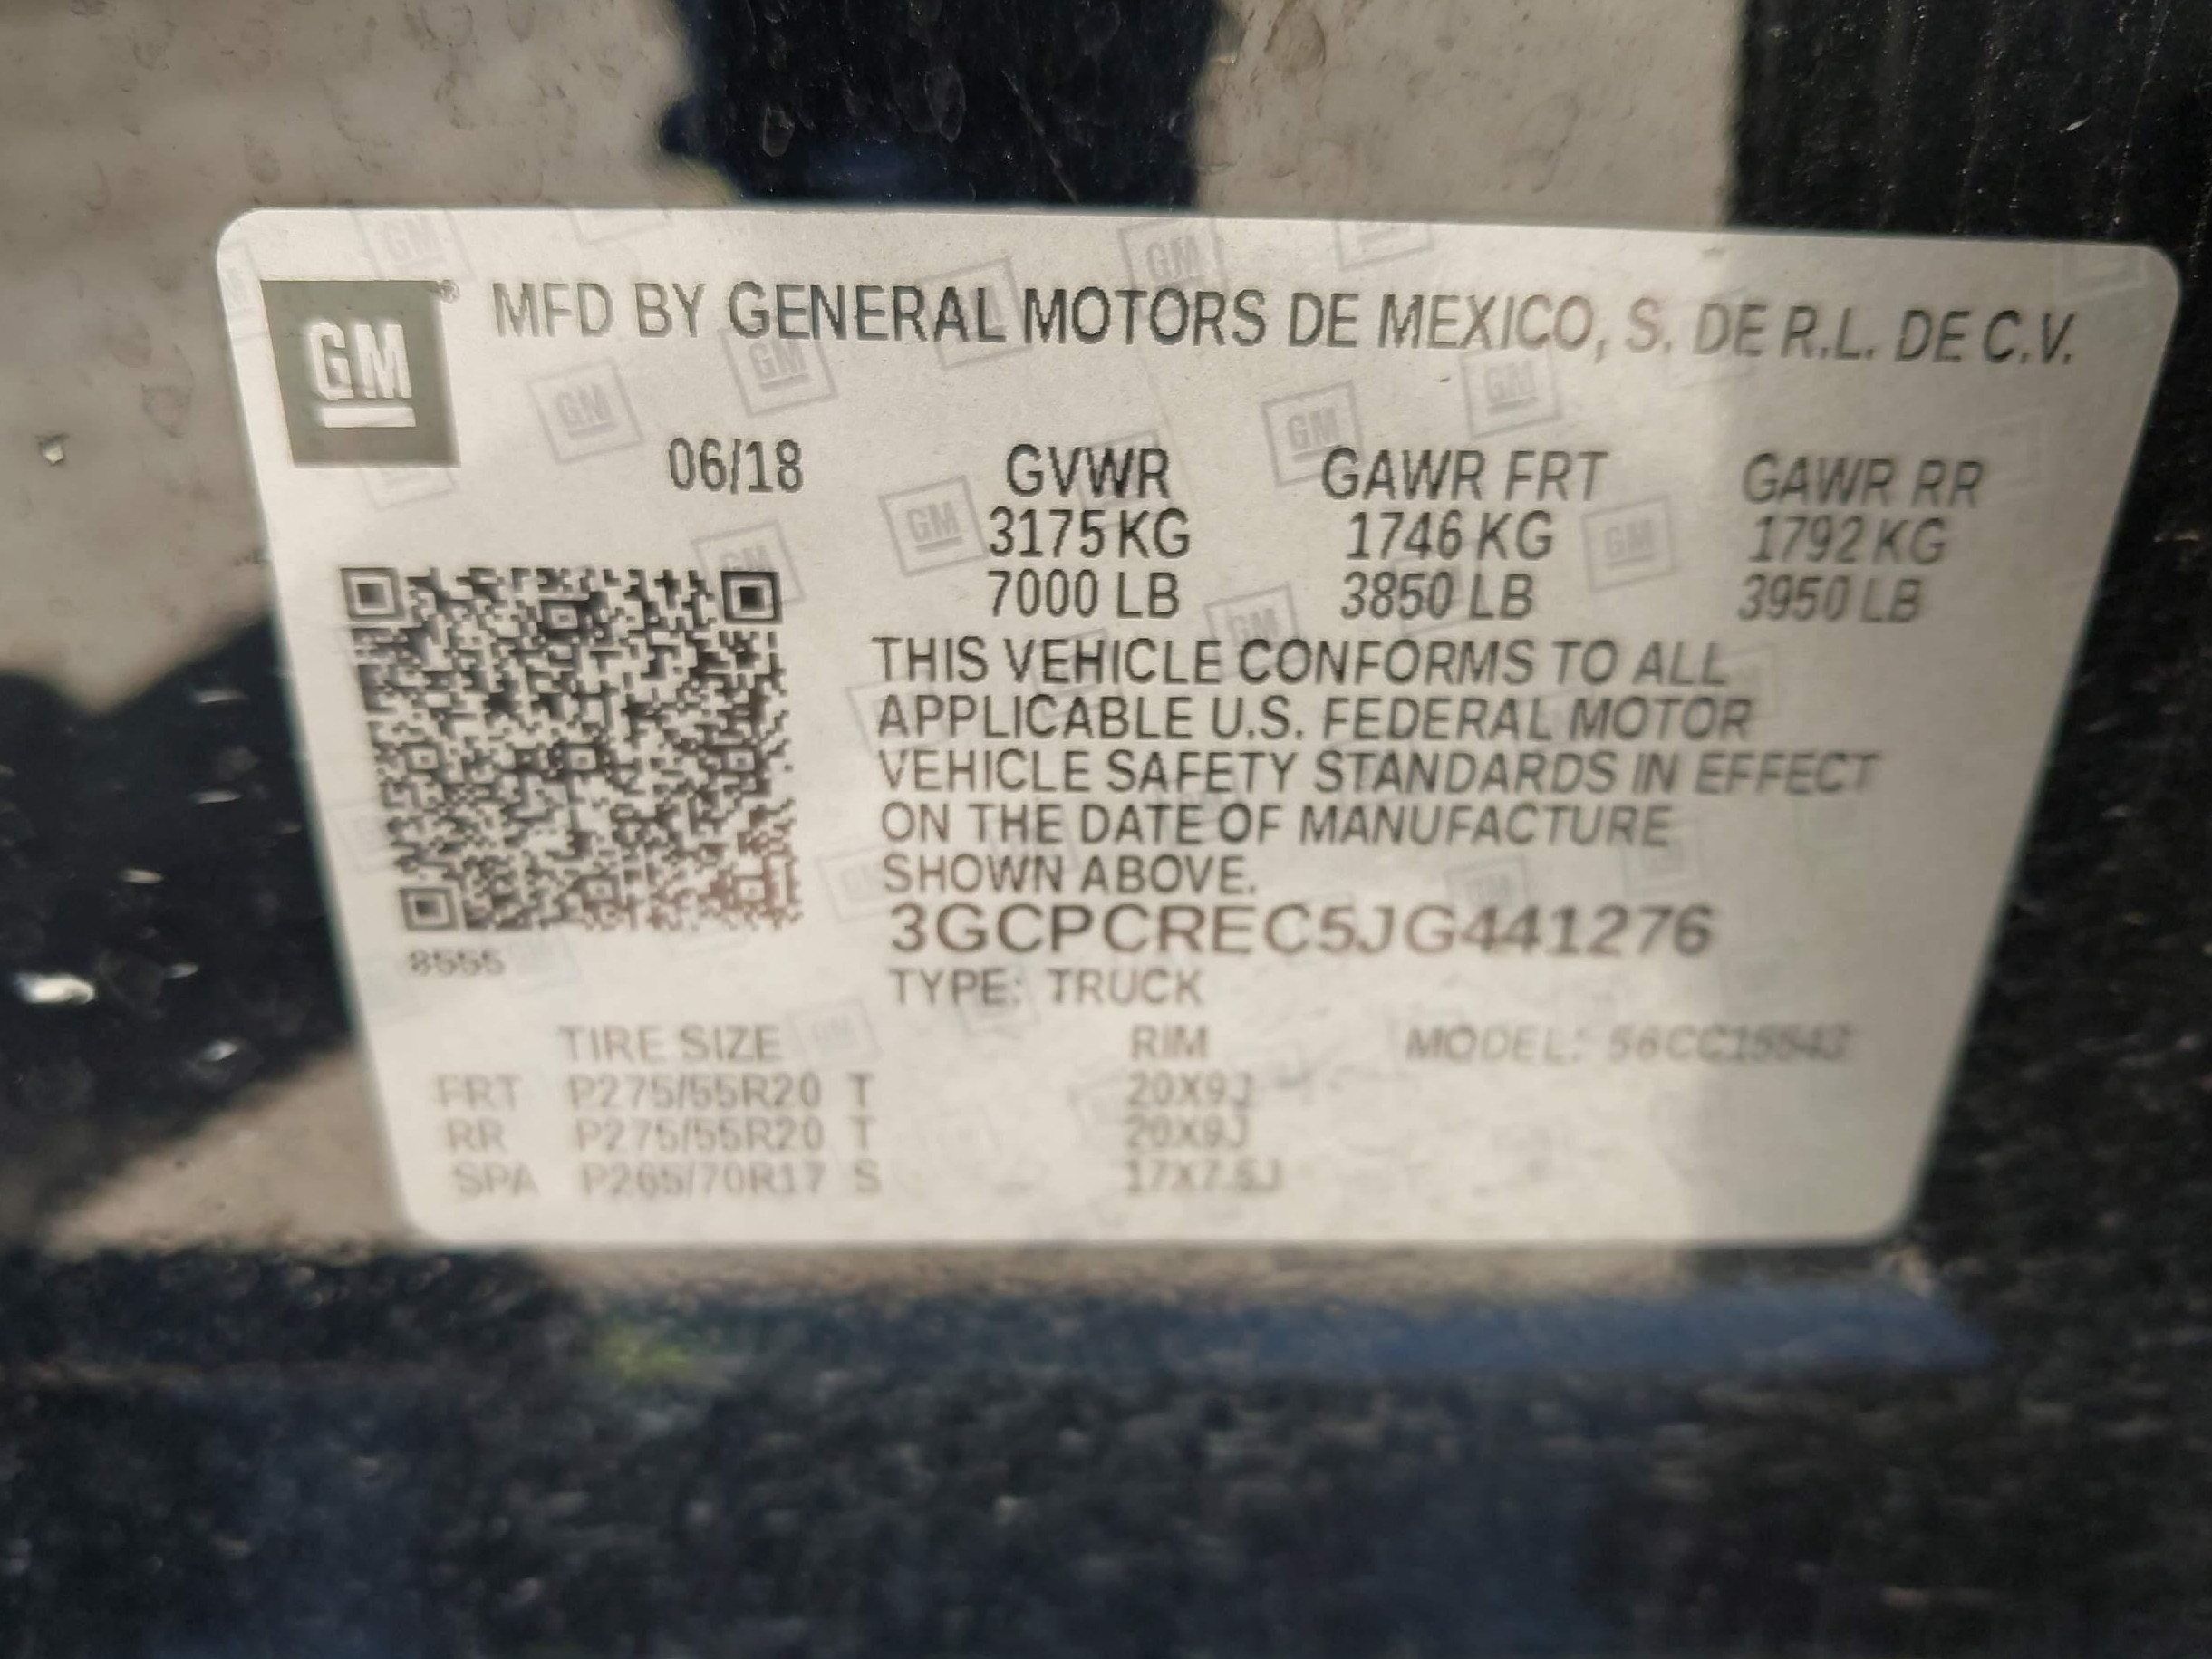 GM® MFD BY GENERAL MOTORS DE MEXICO, S. DE R.L. DE C.V.
06/18 GVWR GAWR FRT GAWR RR
3175 KG 1746 KG 1792 KG
7000 LB 3850 LB 3950 LB
THIS VEHICLE CONFORMS TO ALL
APPLICABLE U.S. FEDERAL MOTOR
VEHICLE SAFETY STANDARDS IN EFFECT
ON THE DATE OF MANUFACTURE
SHOWN ABOVE.
3GCPCREC5JG441276
8555
TYPE: TRUCK
TIRE SIZE RIM MODEL:
FRT P275/55R20 T 20X9J
RR P275/55R20 T 20X9J
SPA P265/70R17 S 17X7.5J